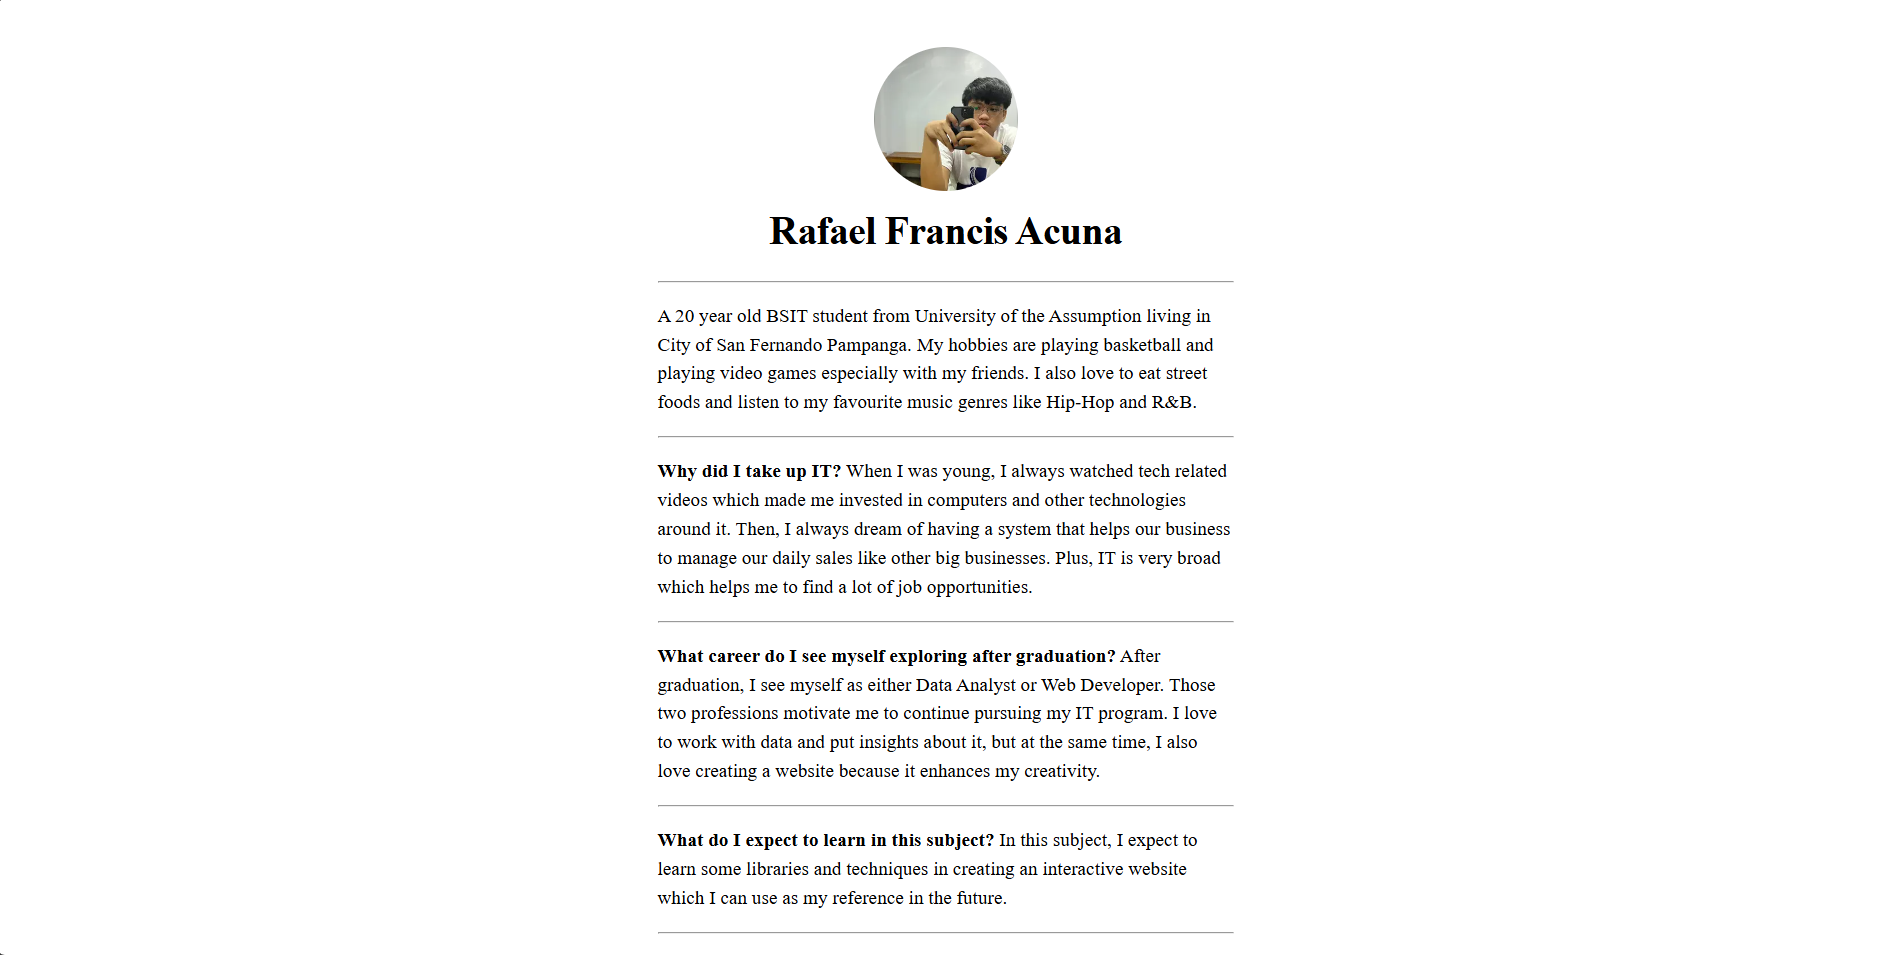 Rafael Francis Acuna
A 20 year old BSIT student from University of the Assumption living in
City of San Fernando Pampanga. My hobbies are playing basketball and
playing video games especially with my friends. I also love to eat street
foods and listen to my favourite music genres like Hip-Hop and R&B.
Why did I take up IT? When I was young, I always watched tech related
videos which made me invested in computers and other technologies
around it. Then, I always dream of having a system that helps our business
to manage our daily sales like other big businesses. Plus, IT is very broad
which helps me to find a lot of job opportunities.
What career do I see myself exploring after graduation? After
graduation, I see myself as either Data Analyst or Web Developer. Those
two professions motivate me to continue pursuing my IT program. I love
to work with data and put insights about it, but at the same time, I also
love creating a website because it enhances my creativity.
What do I expect to learn in this subject? In this subject, I expect to
learn some libraries and techniques in creating an interactive website
which I can use as my reference in the future.